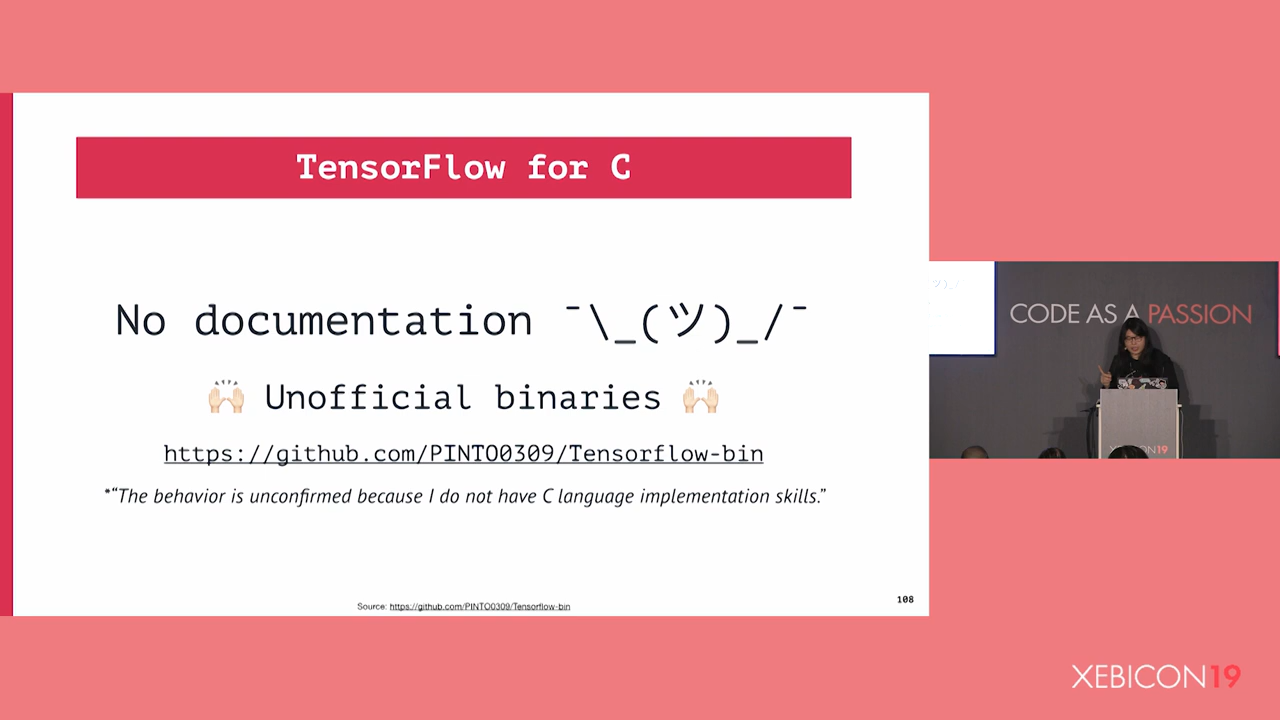 TensorFlow for C
No documentation ¯\_(ツ)_/¯
🙌🏻 Unofficial binaries 🙌🏻
https://github.com/PINTO0309/Tensorflow-bin
*“The behavior is unconfirmed because I do not have C language implementation skills.”
Source: https://github.com/PINTO0309/Tensorflow-bin
108
CODE AS A PASSION
XEBICON19